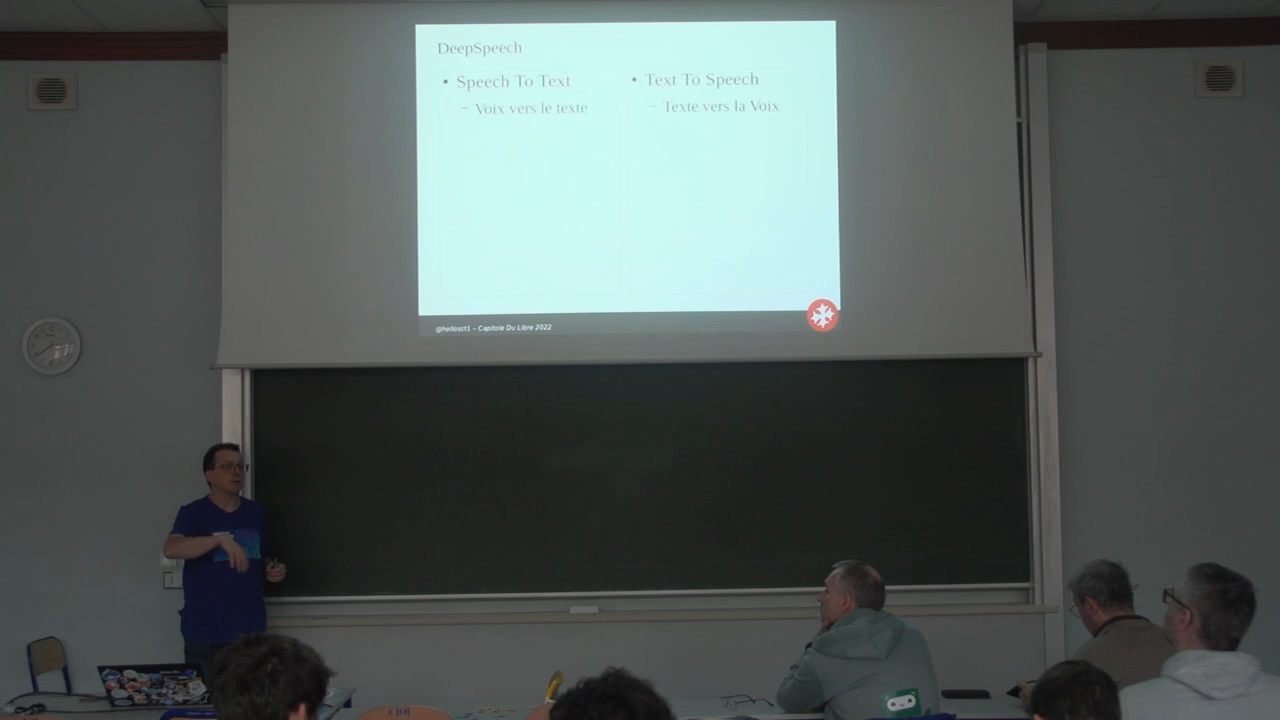 DeepSpeech
• Speech To Text
– Voix vers le texte
• Text To Speech
– Texte vers la Voix
@hellosct1 – Capitole Du Libre 2022